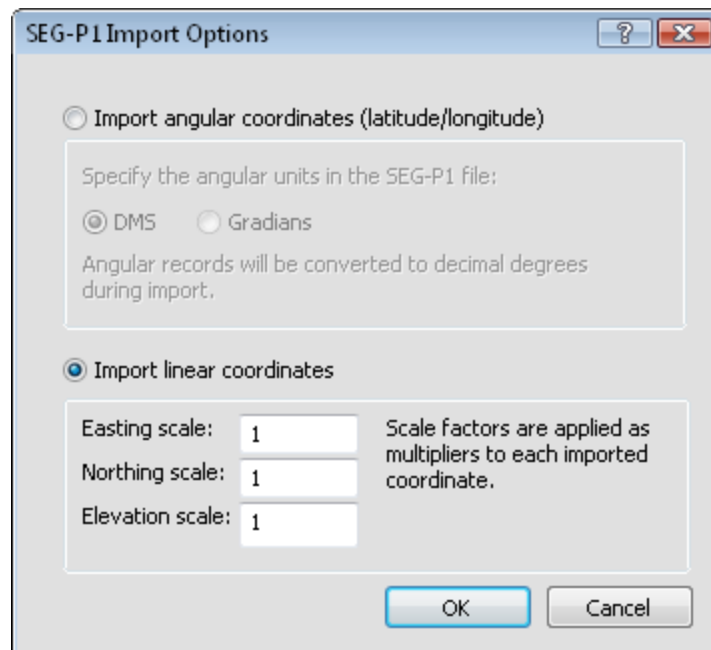 SEG-P1 Import Options
Import angular coordinates (latitude/longitude)
Specify the angular units in the SEG-P1 file:
DMS Gradians
Angular records will be converted to decimal degrees
during import.
Import linear coordinates
Easting scale: 1
Northing scale: 1
Elevation scale: 1
Scale factors are applied as
multipliers to each imported
coordinate.
OK Cancel